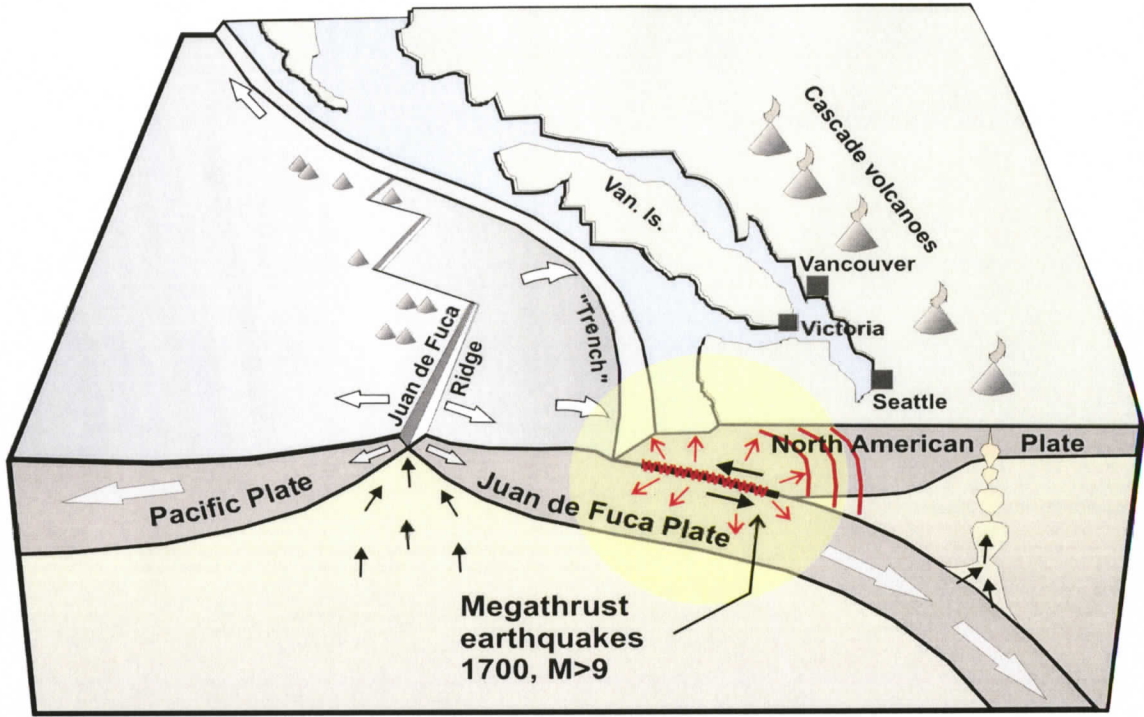 Cascade volcanoes
Van. Is.
Vancouver
Victoria
Seattle
"Trench"
Juan de Fuca
Ridge
North American Plate
Pacific Plate
Juan de Fuca Plate
Megathrust
earthquakes
1700, M>9